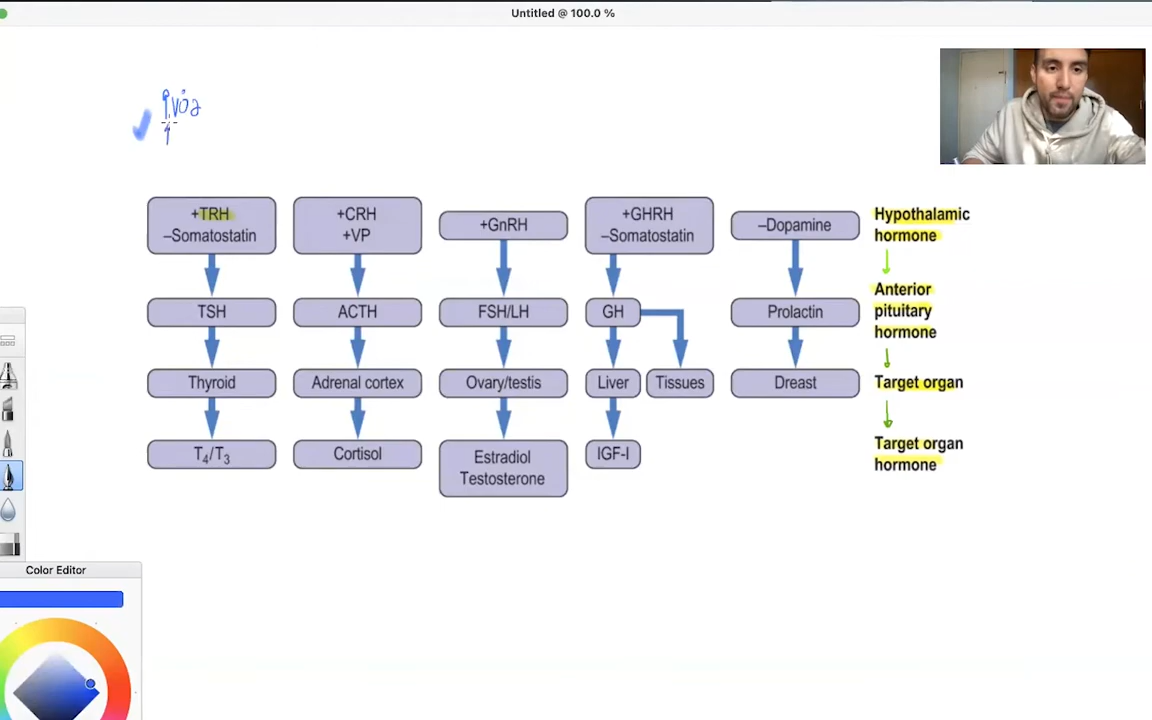 Untitled @ 100.0 %
+TRH
–Somatostatin
+CRH
+VP
+GnRH
+GHRH
–Somatostatin
–Dopamine
Hypothalamic
hormone
TSH
ACTH
FSH/LH
GH
Prolactin
Anterior
pituitary
hormone
Thyroid
Adrenal cortex
Ovary/testis
Liver
Tissues
Dreast
Target organ
T₄/T₃
Cortisol
Estradiol
Testosterone
IGF-I
Target organ
hormone
Color Editor